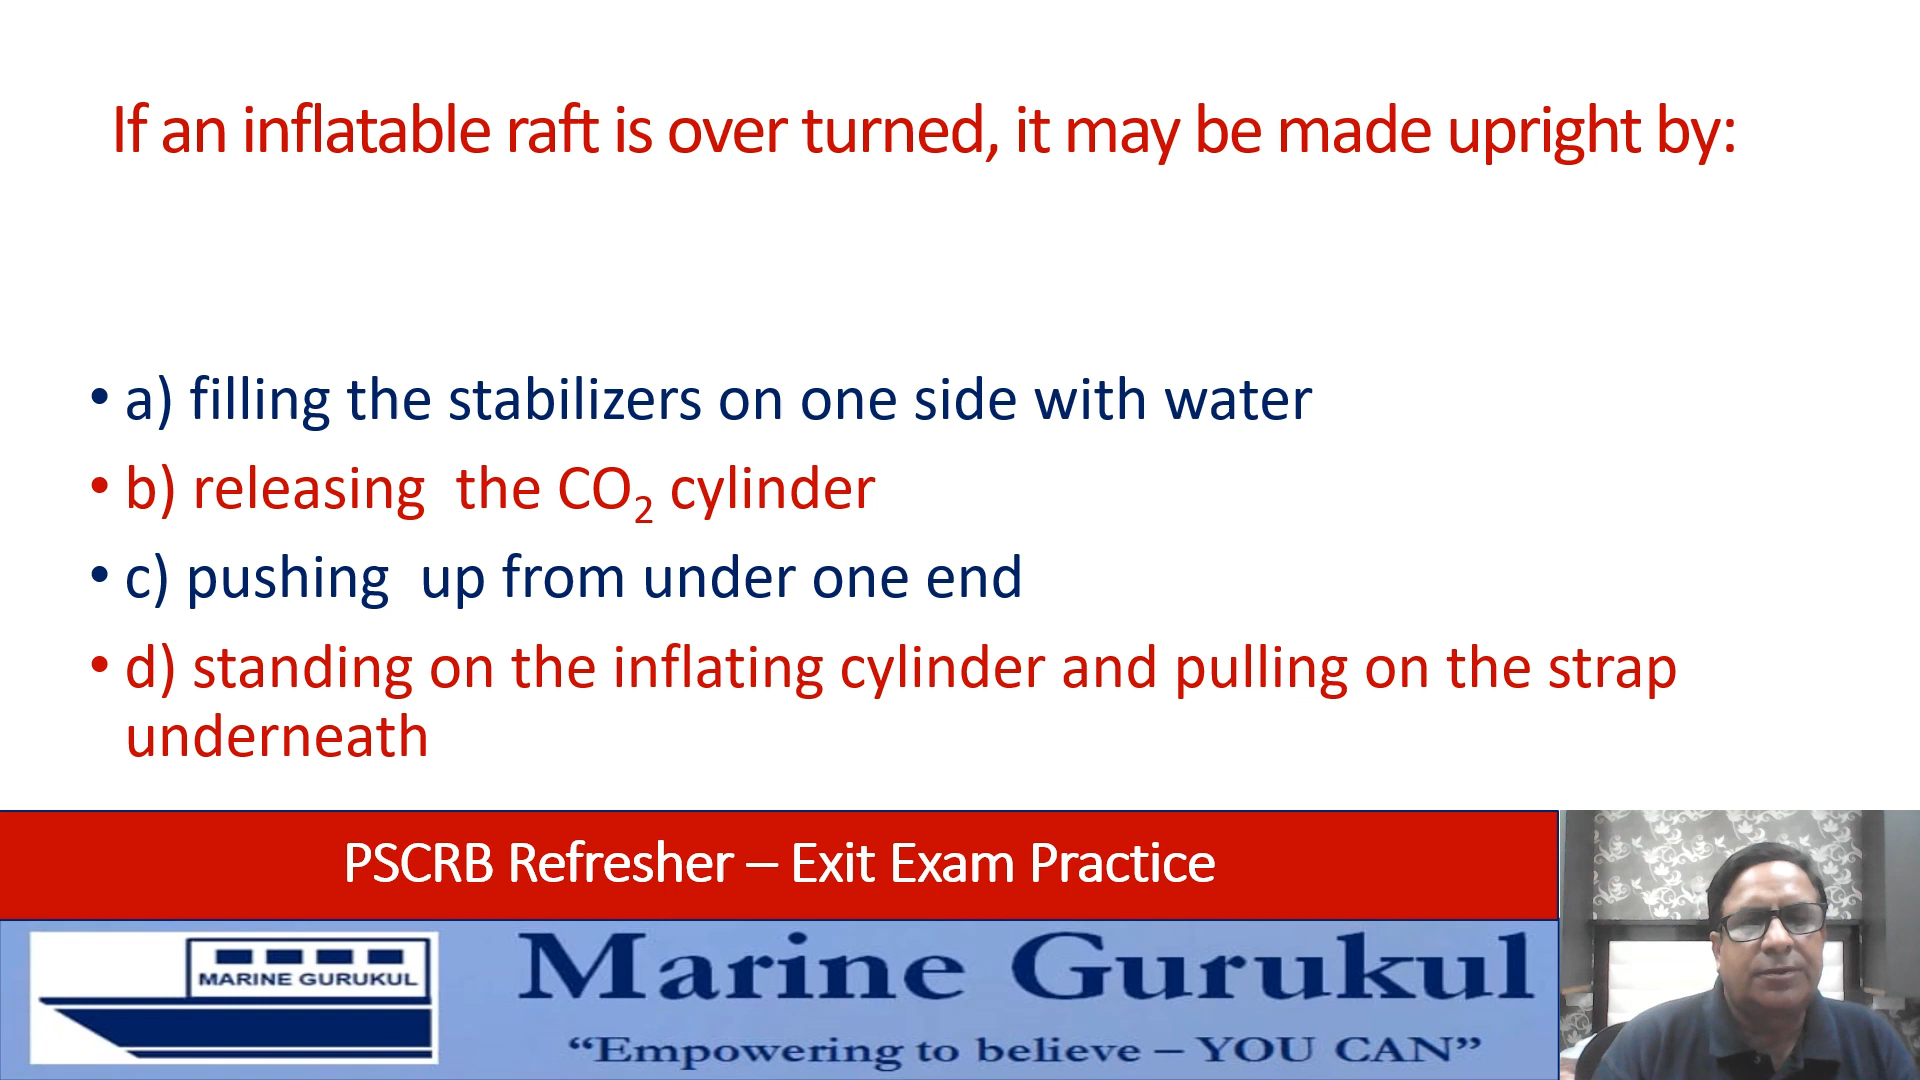 If an inflatable raft is over turned, it may be made upright by:
• a) filling the stabilizers on one side with water
• b) releasing  the CO₂ cylinder
• c) pushing  up from under one end
• d) standing on the inflating cylinder and pulling on the strap
underneath
PSCRB Refresher – Exit Exam Practice
MARINE GURUKUL
Marine Gurukul
“Empowering to believe – YOU CAN”